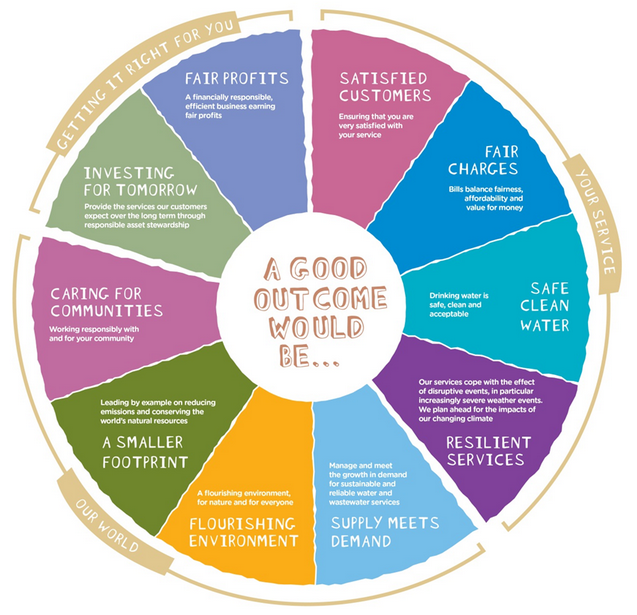 GETTING IT RIGHT FOR YOU
FAIR PROFITS
A financially responsible,
efficient business earning
fair profits
SATISFIED
CUSTOMERS
Ensuring that you are
very satisfied with
your service
FAIR
CHARGES
Bills balance fairness,
affordability and
value for money
YOUR SERVICE
SAFE
CLEAN
WATER
Drinking water is
safe, clean and
acceptable
Our services cope with the effect
of disruptive events, in particular
increasingly severe weather events.
We plan ahead for the impacts of
our changing climate
RESILIENT
SERVICES
Manage and meet
the growth in demand
for sustainable and
reliable water and
wastewater services
SUPPLY MEETS
DEMAND
A flourishing environment,
for nature and for everyone
FLOURISHING
ENVIRONMENT
Leading by example on reducing
emissions and conserving the
world's natural resources
A SMALLER
FOOTPRINT
OUR WORLD
CARING FOR
COMMUNITIES
Working responsibly with
and for your community
INVESTING
FOR TOMORROW
Provide the services our customers
expect over the long term through
responsible asset stewardship
A GOOD
OUTCOME
WOULD
BE...